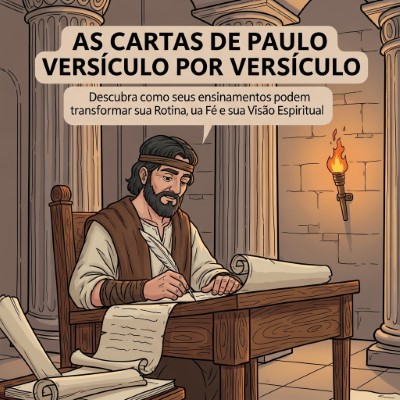 AS CARTAS DE PAULO
VERSÍCULO POR VERSÍCULO
Descubra como seus ensinamentos podem
transformar sua Rotina, ua Fé e sua Visão Espiritual